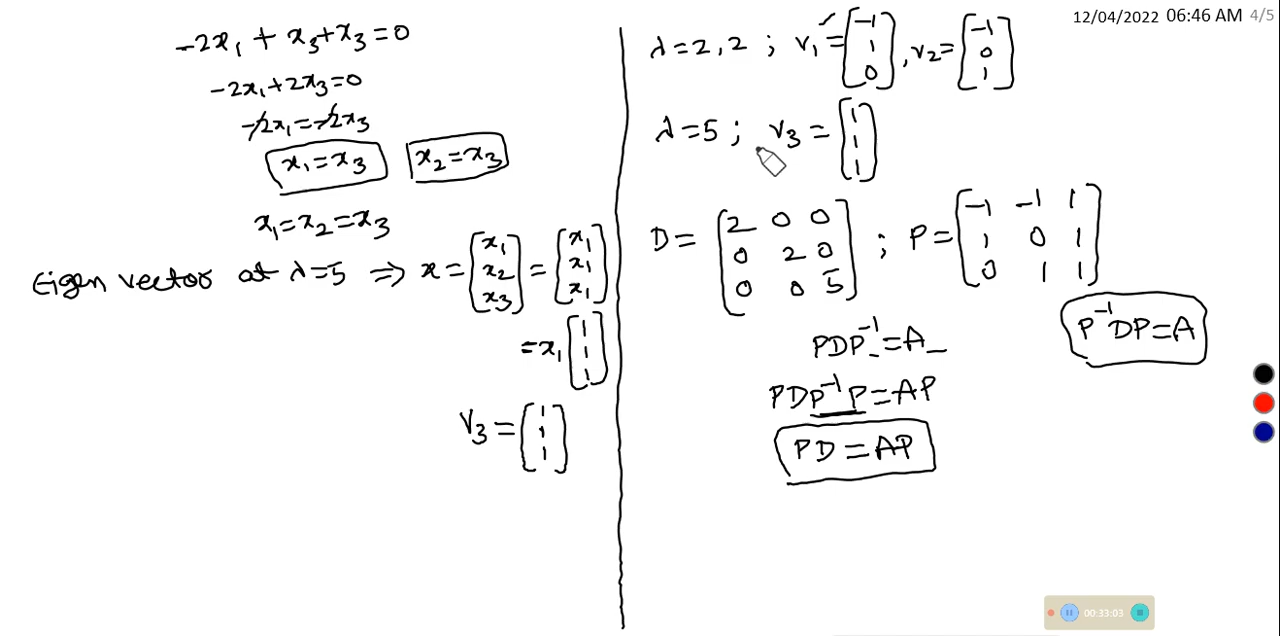 12/04/2022 06:46 AM 4/5
-2x₁ + x₃ + x₃ = 0
-2x₁ + 2x₃ = 0
-2x₁ = -2x₃
x₁ = x₃ x₂ = x₃
x₁ = x₂ = x₃
Eigen vector at λ = 5 ⇒ x = [x₁ x₂ x₃] = [x₁ x₁ x₁]
= x₁ [1 1 1]
V₃ = [1 1 1]
λ = 2, 2 ; v₁ = [-1 1 0], v₂ = [-1 0 1]
λ = 5 ; v₃ = [1 1 1]
D = [2 0 0
0 2 0
0 0 5] ; P = [-1 -1 1
1 0 1
0 1 1]
P⁻¹DP = A
PDP⁻¹ = A
PDP⁻¹P = AP
PD = AP
00:33:03